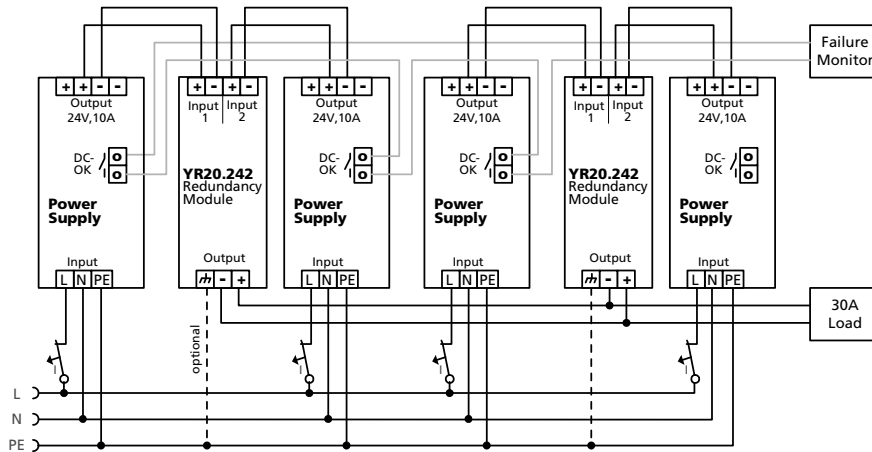 Failure
Monitor
+ + - -
Output
24V,10A
DC-
OK
Power
Supply
Input
L N PE
+ - + -
Input
1
Input
2
YR20.242
Redundancy
Module
Output
- +
optional
+ + - -
Output
24V,10A
DC-
OK
Power
Supply
Input
L N PE
+ + - -
Output
24V,10A
DC-
OK
Power
Supply
Input
L N PE
+ - + -
Input
1
Input
2
YR20.242
Redundancy
Module
Output
- +
+ + - -
Output
24V,10A
DC-
OK
Power
Supply
Input
L N PE
30A
Load
I
I
I
I
L
N
PE